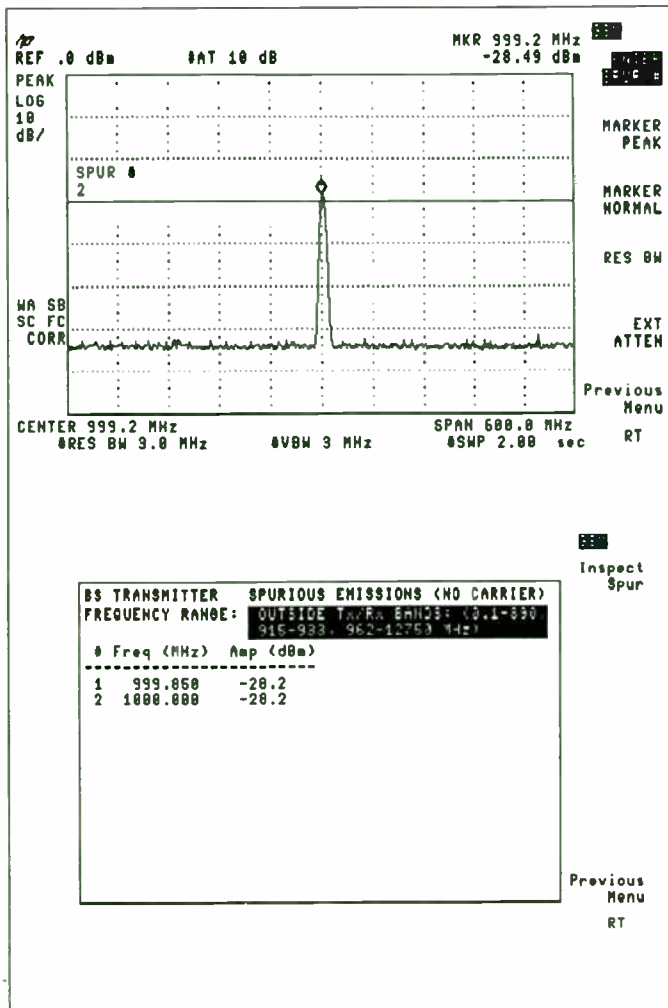 hp
REF .0 dBm #AT 10 dB
MKR 999.2 MHz
-28.49 dBm
PEAK
LOG
10
dB/
SPUR #
2
WA SB
SC FC
CORR
CENTER 999.2 MHz
SPAN 600.0 MHz
#RES BW 3.0 MHz #VBW 3 MHz #SWP 2.00 sec
MARKER
PEAK
MARKER
NORMAL
RES BW
EXT
ATTEN
Previous
Menu
RT
BS TRANSMITTER SPURIOUS EMISSIONS (NO CARRIER)
FREQUENCY RANGE: OUTSIDE Tx/Rx BANDS: (0.1-890,
915-933, 962-12750 MHz)
# Freq (MHz) Amp (dBm)
1 999.850 -28.2
2 1000.000 -28.2
Inspect
Spur
Previous
Menu
RT